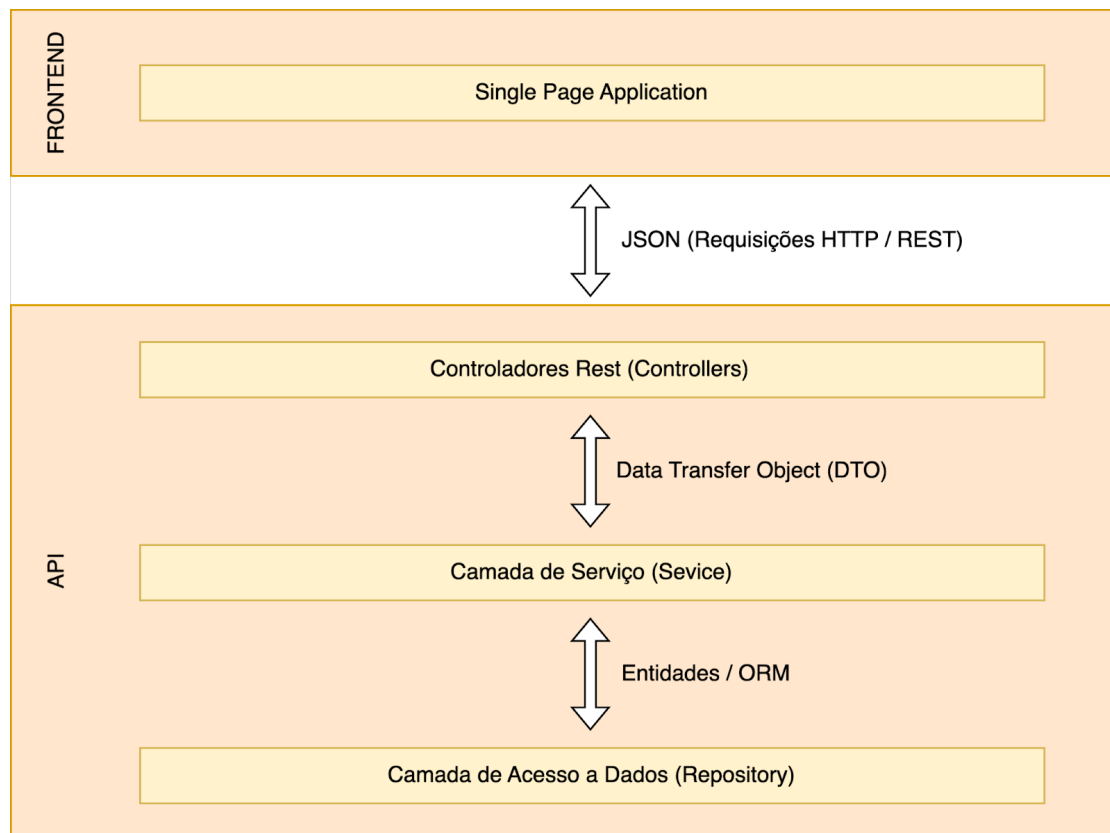 FRONTEND
Single Page Application
JSON (Requisições HTTP / REST)
API
Controladores Rest (Controllers)
Data Transfer Object (DTO)
Camada de Serviço (Sevice)
Entidades / ORM
Camada de Acesso a Dados (Repository)